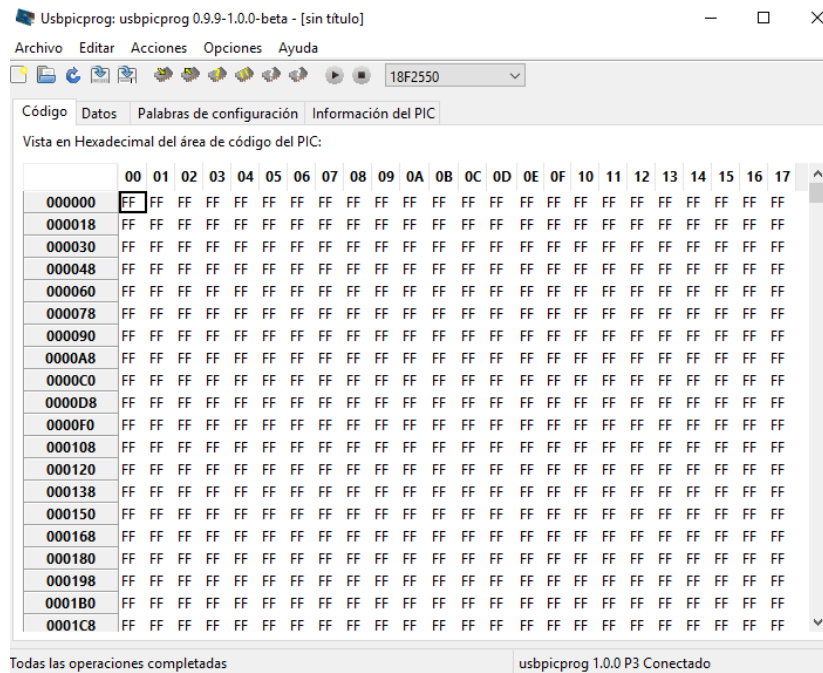 Usbpicprog: usbpicprog 0.9.9-1.0.0-beta - [sin título]
Archivo Editar Acciones Opciones Ayuda
18F2550
Código Datos Palabras de configuración Información del PIC
Vista en Hexadecimal del área de código del PIC:
00 01 02 03 04 05 06 07 08 09 0A 0B 0C 0D 0E 0F 10 11 12 13 14 15 16 17
000000 FF FF FF FF FF FF FF FF FF FF FF FF FF FF FF FF FF FF FF FF FF FF FF FF
000018 FF FF FF FF FF FF FF FF FF FF FF FF FF FF FF FF FF FF FF FF FF FF FF FF
000030 FF FF FF FF FF FF FF FF FF FF FF FF FF FF FF FF FF FF FF FF FF FF FF FF
000048 FF FF FF FF FF FF FF FF FF FF FF FF FF FF FF FF FF FF FF FF FF FF FF FF
000060 FF FF FF FF FF FF FF FF FF FF FF FF FF FF FF FF FF FF FF FF FF FF FF FF
000078 FF FF FF FF FF FF FF FF FF FF FF FF FF FF FF FF FF FF FF FF FF FF FF FF
000090 FF FF FF FF FF FF FF FF FF FF FF FF FF FF FF FF FF FF FF FF FF FF FF FF
0000A8 FF FF FF FF FF FF FF FF FF FF FF FF FF FF FF FF FF FF FF FF FF FF FF FF
0000C0 FF FF FF FF FF FF FF FF FF FF FF FF FF FF FF FF FF FF FF FF FF FF FF FF
0000D8 FF FF FF FF FF FF FF FF FF FF FF FF FF FF FF FF FF FF FF FF FF FF FF FF
0000F0 FF FF FF FF FF FF FF FF FF FF FF FF FF FF FF FF FF FF FF FF FF FF FF FF
000108 FF FF FF FF FF FF FF FF FF FF FF FF FF FF FF FF FF FF FF FF FF FF FF FF
000120 FF FF FF FF FF FF FF FF FF FF FF FF FF FF FF FF FF FF FF FF FF FF FF FF
000138 FF FF FF FF FF FF FF FF FF FF FF FF FF FF FF FF FF FF FF FF FF FF FF FF
000150 FF FF FF FF FF FF FF FF FF FF FF FF FF FF FF FF FF FF FF FF FF FF FF FF
000168 FF FF FF FF FF FF FF FF FF FF FF FF FF FF FF FF FF FF FF FF FF FF FF FF
000180 FF FF FF FF FF FF FF FF FF FF FF FF FF FF FF FF FF FF FF FF FF FF FF FF
000198 FF FF FF FF FF FF FF FF FF FF FF FF FF FF FF FF FF FF FF FF FF FF FF FF
0001B0 FF FF FF FF FF FF FF FF FF FF FF FF FF FF FF FF FF FF FF FF FF FF FF FF
0001C8 FF FF FF FF FF FF FF FF FF FF FF FF FF FF FF FF FF FF FF FF FF FF FF FF
Todas las operaciones completadas usbpicprog 1.0.0 P3 Conectado